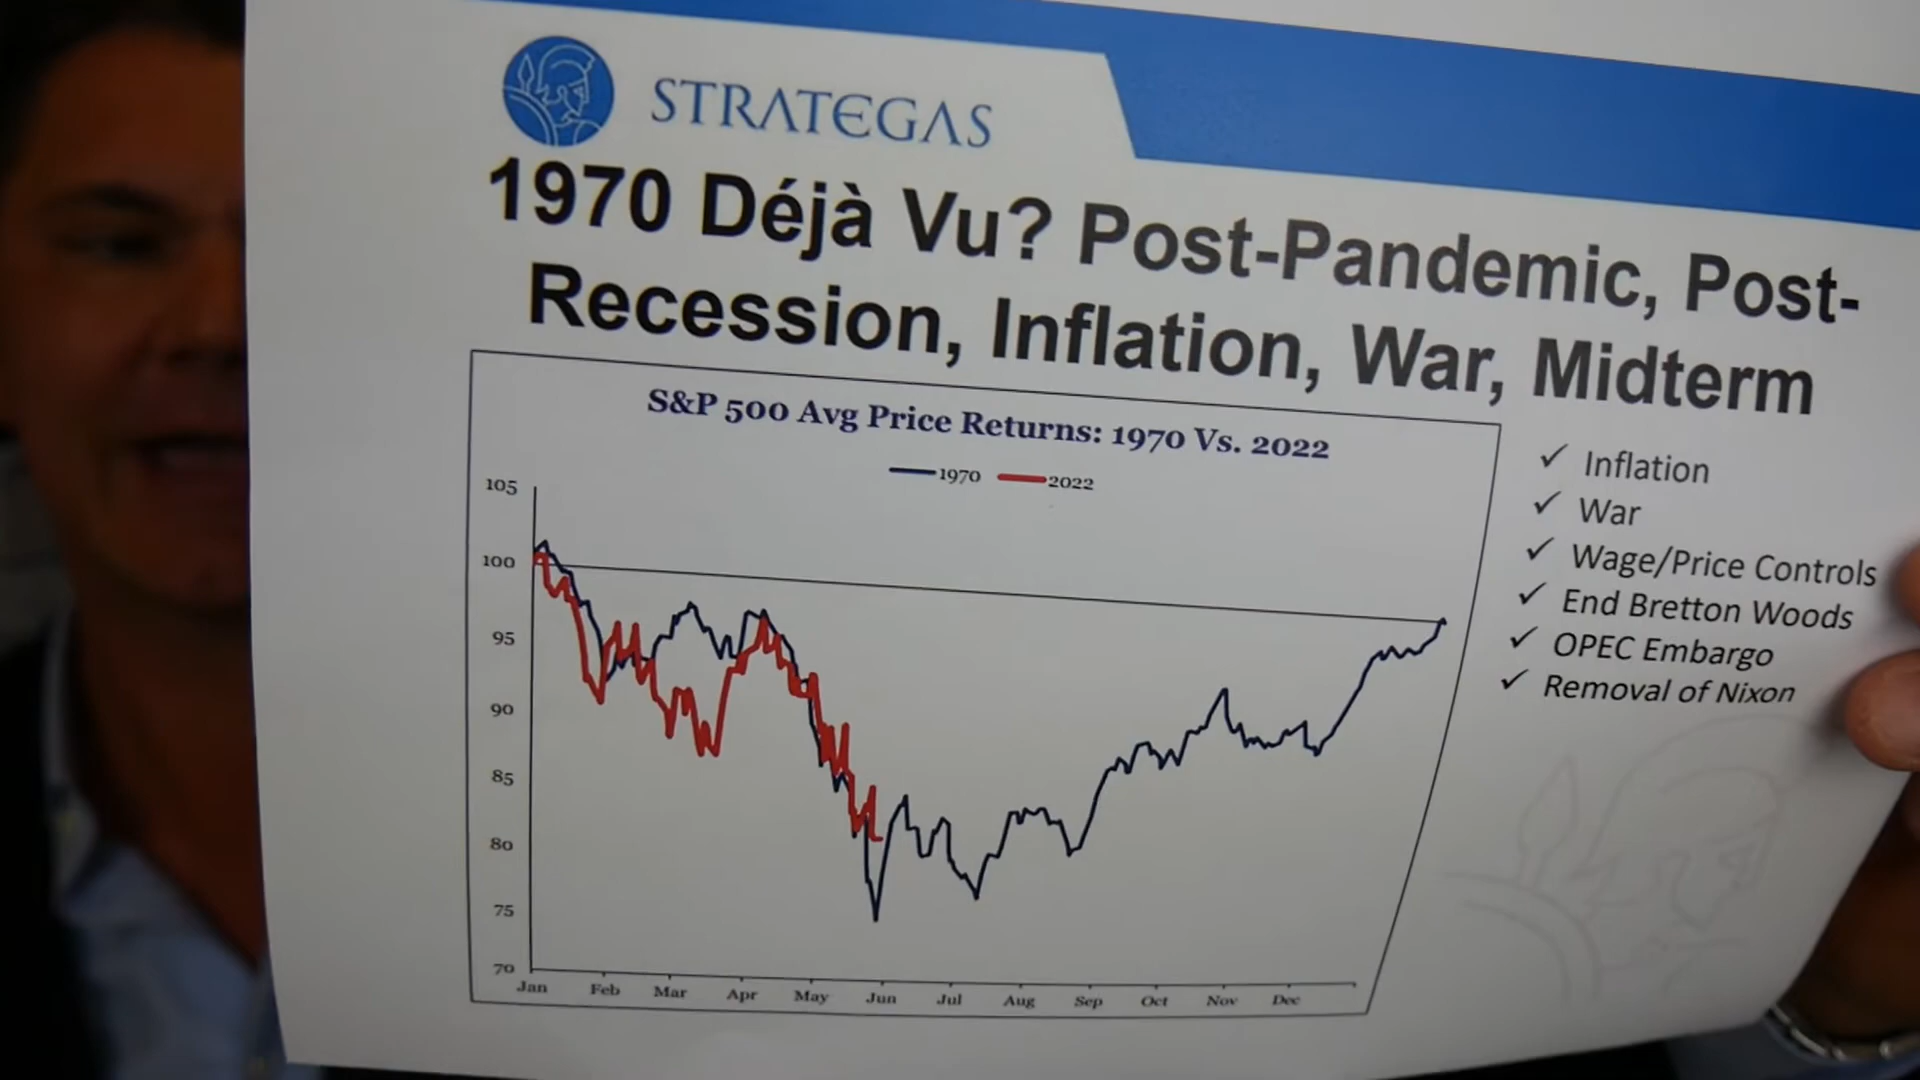 STRATEGAS
1970 Déjà Vu? Post-Pandemic, Post-
Recession, Inflation, War, Midterm
S&P 500 Avg Price Returns: 1970 Vs. 2022
1970 2022
105
100
95
90
85
80
75
70
Jan Feb Mar Apr May Jun Jul Aug Sep Oct Nov Dec
✓ Inflation
✓ War
✓ Wage/Price Controls
✓ End Bretton Woods
✓ OPEC Embargo
✓ Removal of Nixon